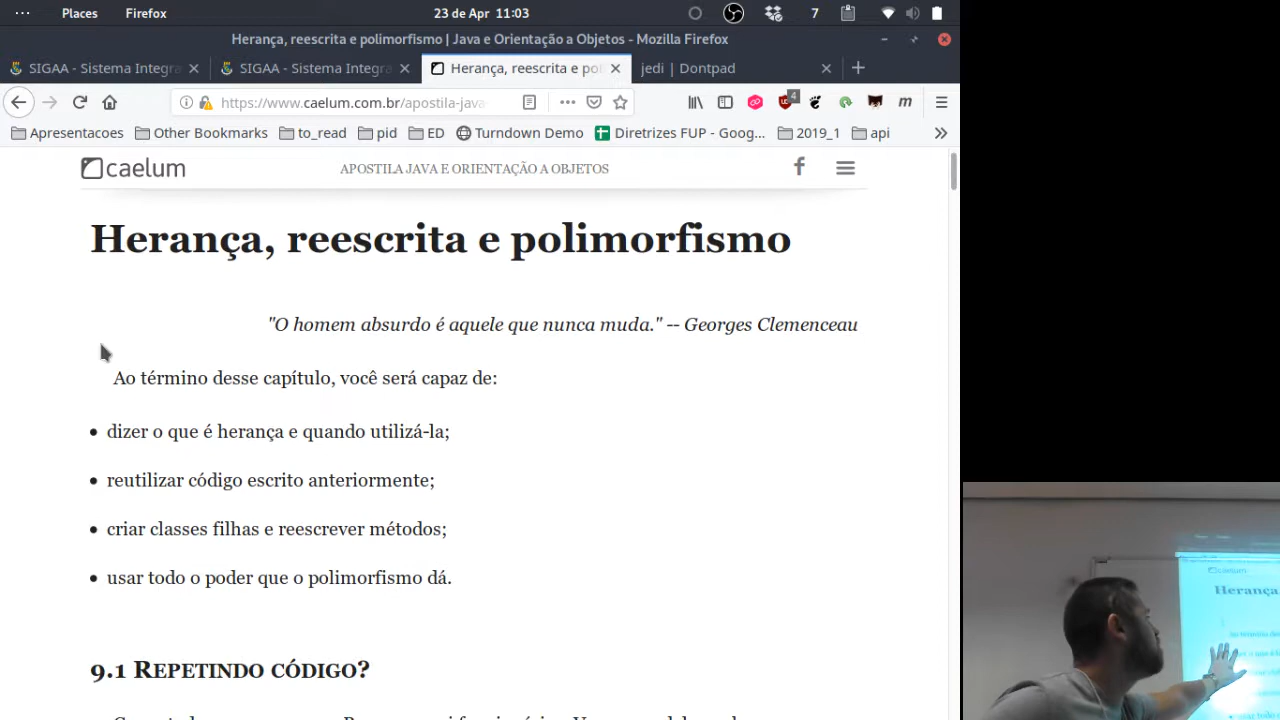 Places Firefox 23 de Apr 11:03 7
Herança, reescrita e polimorfismo | Java e Orientação a Objetos - Mozilla Firefox
SIGAA - Sistema Integra SIGAA - Sistema Integra Herança, reescrita e pol jedi | Dontpad
https://www.caelum.com.br/apostila-java- 4 m
Apresentacoes Other Bookmarks to_read pid ED Turndown Demo Diretrizes FUP - Goog... 2019_1 api
caelum APOSTILA JAVA E ORIENTAÇÃO A OBJETOS
Herança, reescrita e polimorfismo
"O homem absurdo é aquele que nunca muda." -- Georges Clemenceau
Ao término desse capítulo, você será capaz de:
dizer o que é herança e quando utilizá-la;
reutilizar código escrito anteriormente;
criar classes filhas e reescrever métodos;
usar todo o poder que o polimorfismo dá.
9.1 REPETINDO CÓDIGO?
caelum
Herança